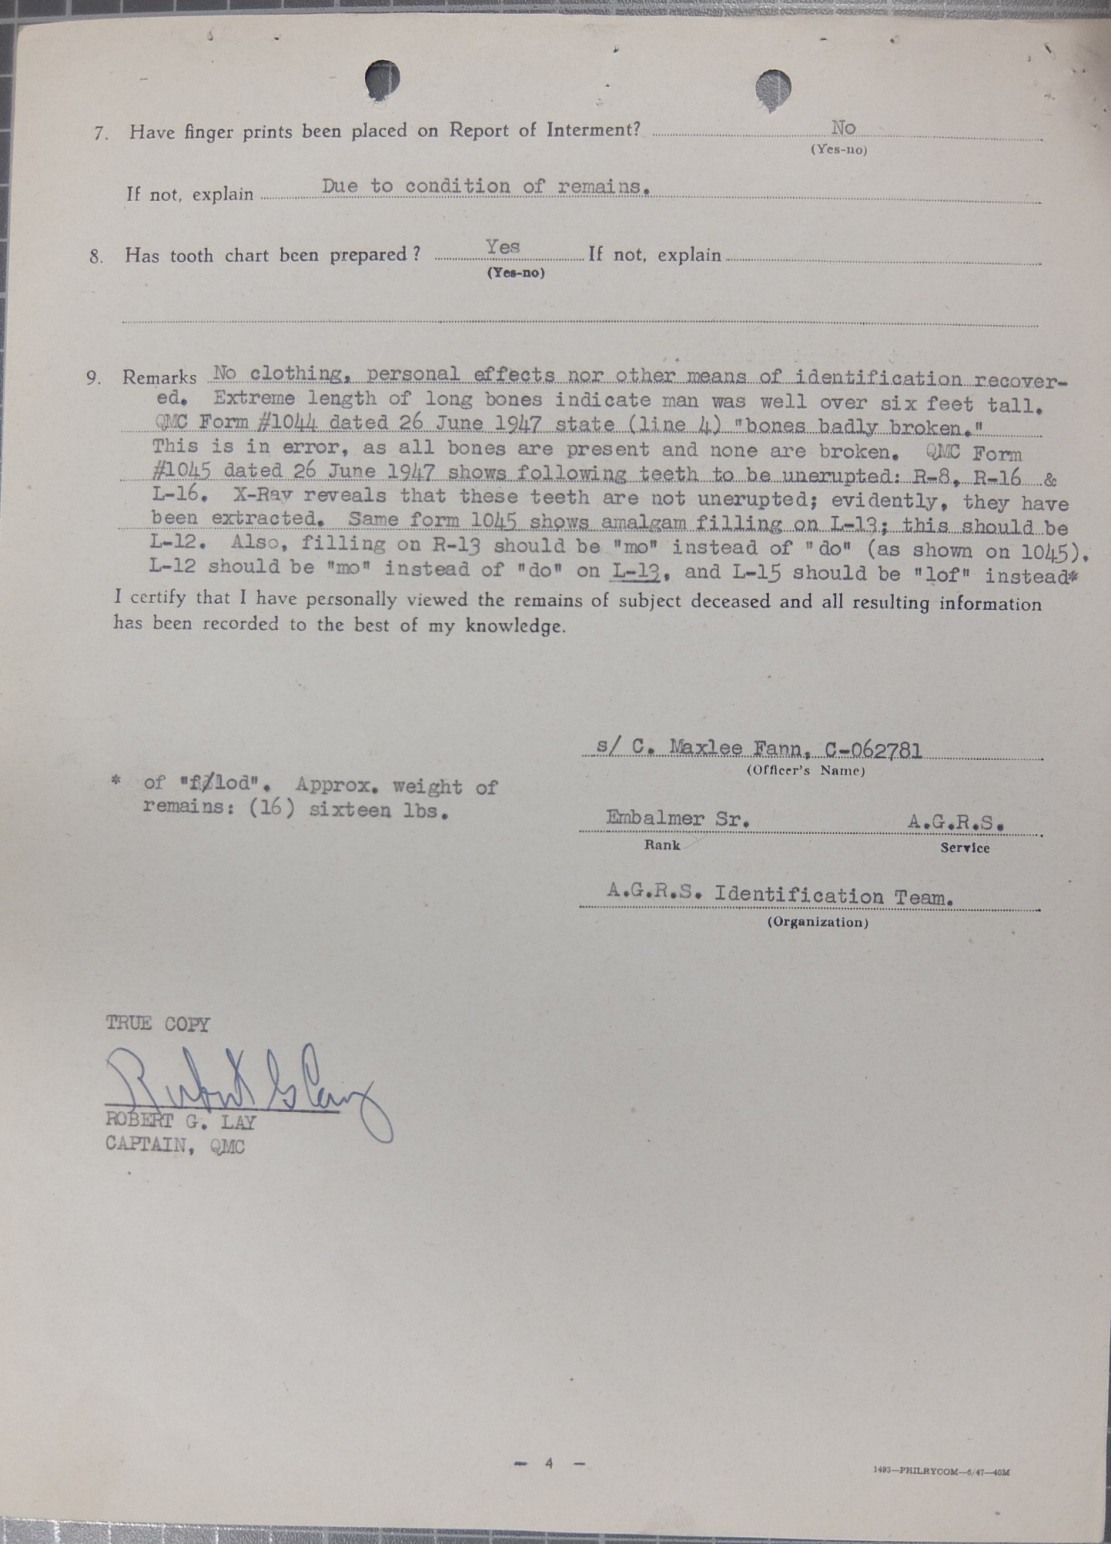 7. Have finger prints been placed on Report of Interment? No
(Yes-no)
If not, explain Due to condition of remains.
8. Has tooth chart been prepared? Yes If not, explain
(Yes-no)
9. Remarks No clothing, personal effects nor other means of identification recover-
ed. Extreme length of long bones indicate man was well over six feet tall.
QMC Form #1044 dated 26 June 1947 state (line 4) "bones badly broken."
This is in error, as all bones are present and none are broken. QMC Form
#1045 dated 26 June 1947 shows following teeth to be unerupted: R-8, R-16 &
L-16. X-Ray reveals that these teeth are not unerupted; evidently, they have
been extracted. Same form 1045 shows amalgam filling on L-13; this should be
L-12. Also, filling on R-13 should be "mo" instead of "do" (as shown on 1045).
L-12 should be "mo" instead of "do" on L-13, and L-15 should be "lof" instead*
I certify that I have personally viewed the remains of subject deceased and all resulting information
has been recorded to the best of my knowledge.
s/ C. Maxlee Fann, C-062781
(Officer's Name)
* of "f/lod". Approx. weight of
remains: (16) sixteen lbs.
Embalmer Sr. A.G.R.S.
Rank Service
A.G.R.S. Identification Team.
(Organization)
TRUE COPY
Robert G Lay
ROBERT G. LAY
CAPTAIN, QMC
- 4 -
1493—PHILRYCOM—6/47—40M